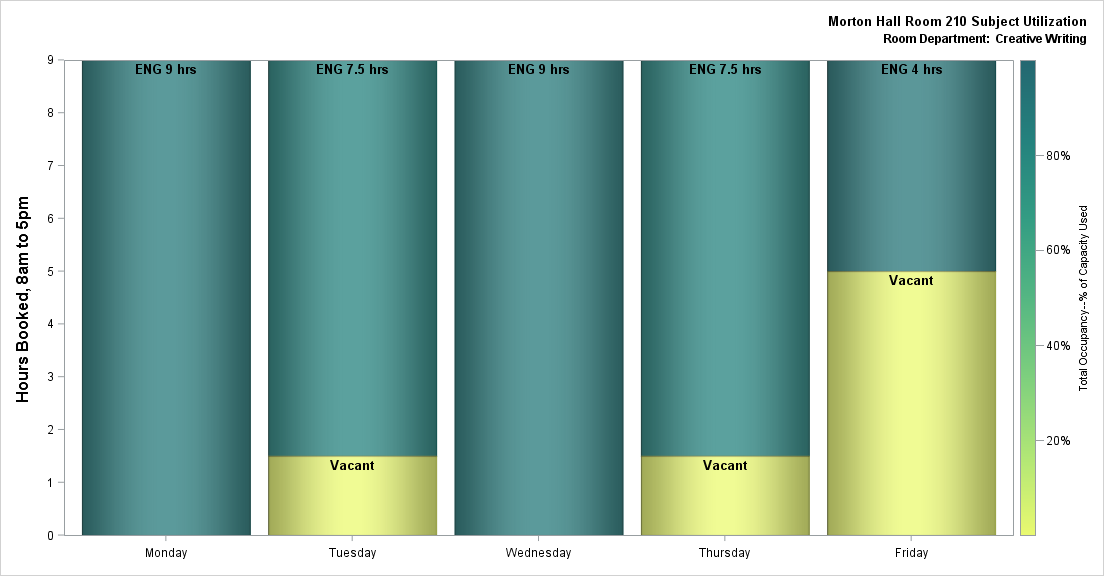 Morton Hall Room 210 Subject Utilization
Room Department: Creative Writing
Hours Booked, 8am to 5pm
9
8
7
6
5
4
3
2
1
0
ENG 9 hrs
ENG 7.5 hrs
ENG 9 hrs
ENG 7.5 hrs
ENG 4 hrs
Vacant
Vacant
Vacant
Monday
Tuesday
Wednesday
Thursday
Friday
80%
60%
40%
20%
Total Occupancy--% of Capacity Used